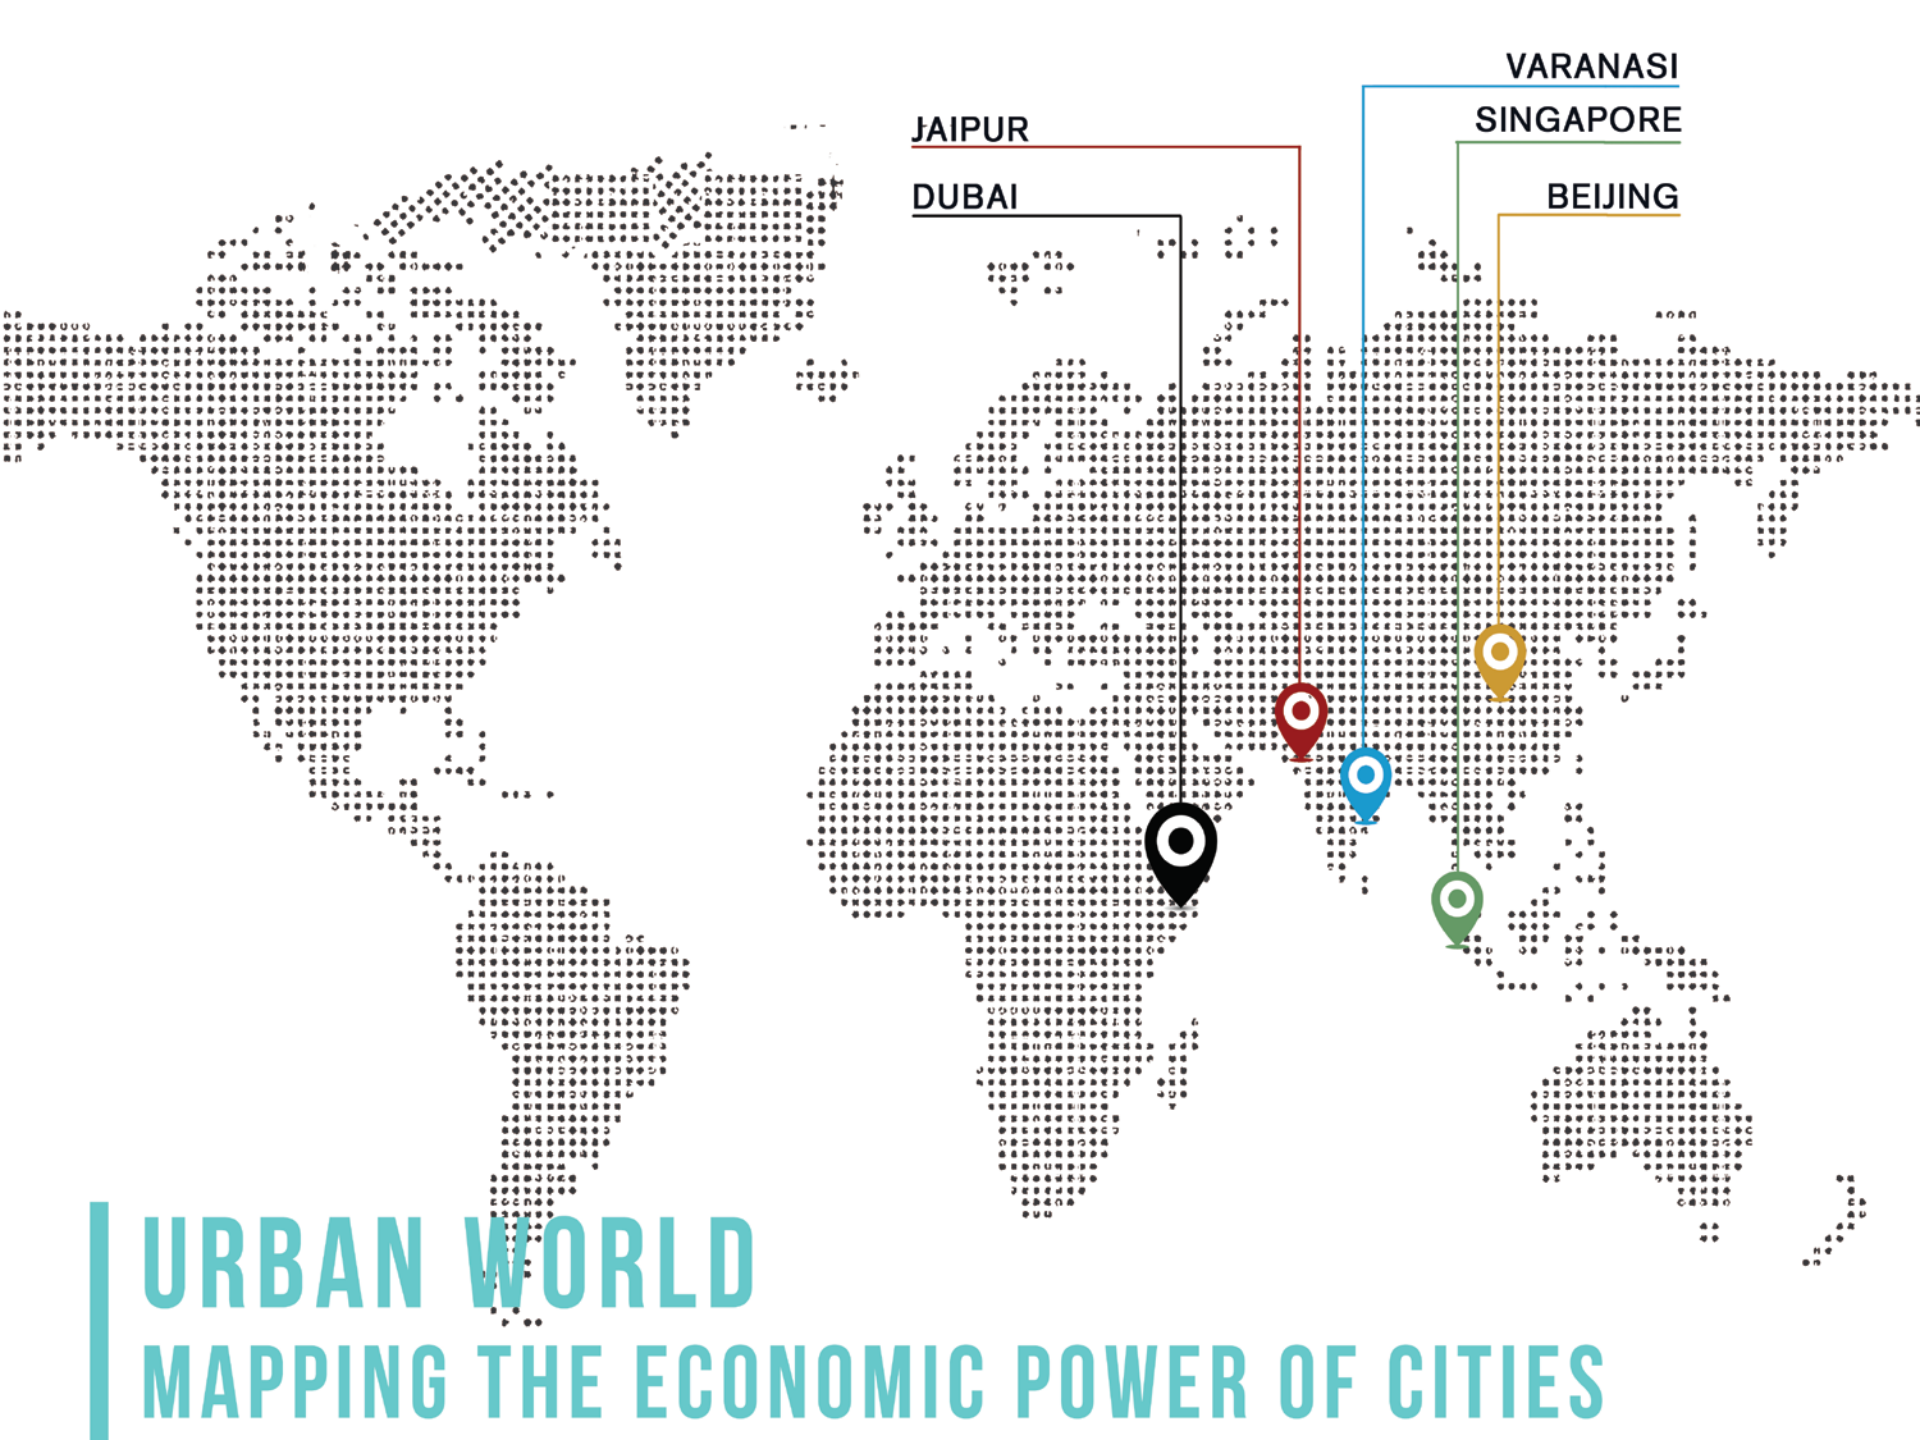 VARANASI
SINGAPORE
JAIPUR
DUBAI
BEIJING
URBAN WORLD
MAPPING THE ECONOMIC POWER OF CITIES